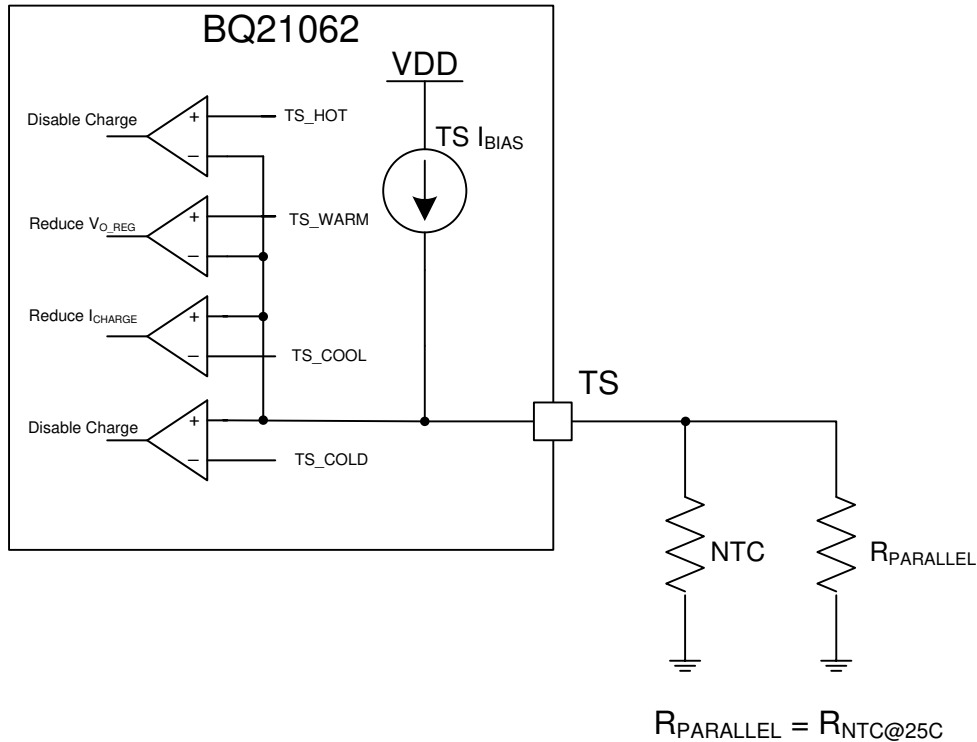 BQ21062
VDD
Disable Charge
+
−
TS_HOT
TS IBIAS
Reduce VO_REG
+
−
TS_WARM
Reduce ICHARGE
+
−
TS_COOL
TS
Disable Charge
+
−
TS_COLD
NTC
RPARALLEL
RPARALLEL = RNTC@25C